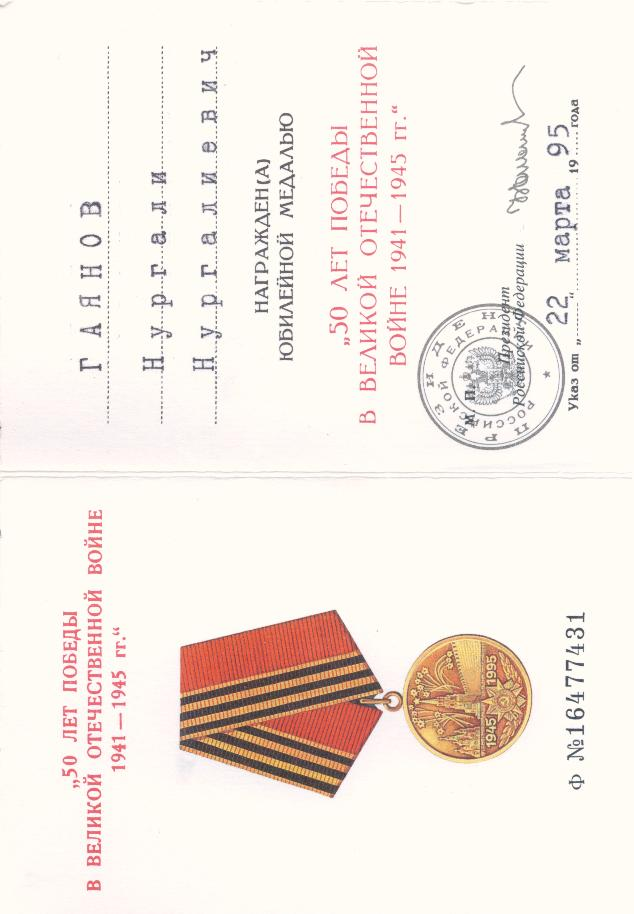 „50 ЛЕТ ПОБЕДЫ
В ВЕЛИКОЙ ОТЕЧЕСТВЕННОЙ ВОЙНЕ
1941—1945 гг.“
1945
1995
Ф №16477431
ГАЯНОВ
Нургали
Нургалиевич
НАГРАЖДЕН(А)
ЮБИЛЕЙНОЙ МЕДАЛЬЮ
„50 ЛЕТ ПОБЕДЫ
В ВЕЛИКОЙ ОТЕЧЕСТВЕННОЙ
ВОЙНЕ 1941—1945 гг.“
М. П.
Президент
Российской Федерации
ПРЕЗИДЕНТ
РОССИЙСКОЙ ФЕДЕРАЦИИ
Указ от „22“ марта 1995 года